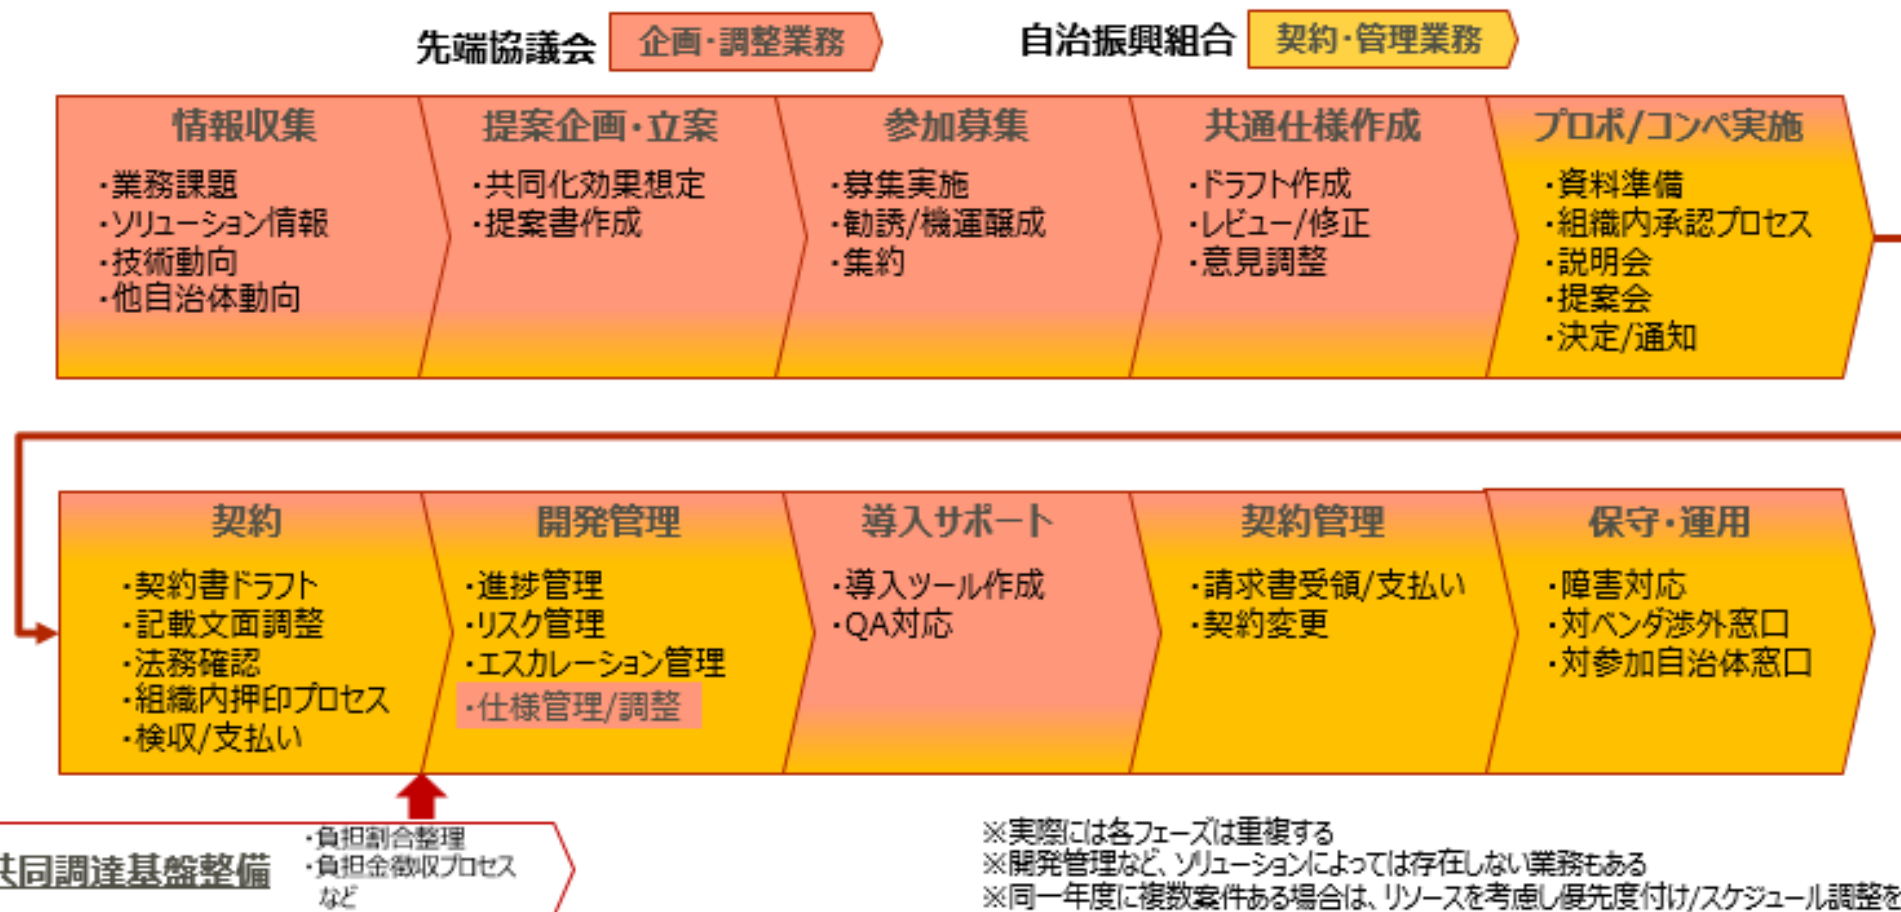 先端協議会 企画・調整業務 自治振興組合 契約・管理業務
情報収集
・業務課題
・ソリューション情報
・技術動向
・他自治体動向
提案企画・立案
・共同化効果想定
・提案書作成
参加募集
・募集実施
・勧誘/機運醸成
・集約
共通仕様作成
・ドラフト作成
・レビュー/修正
・意見調整
プロポ/コンペ実施
・資料準備
・組織内承認プロセス
・説明会
・提案会
・決定/通知
契約
・契約書ドラフト
・記載文面調整
・法務確認
・組織内押印プロセス
・検収/支払い
開発管理
・進捗管理
・リスク管理
・エスカレーション管理
・仕様管理/調整
導入サポート
・導入ツール作成
・QA対応
契約管理
・請求書受領/支払い
・契約変更
保守・運用
・障害対応
・対ベンダ渉外窓口
・対参加自治体窓口
共同調達基盤整備
・負担割合整理
・負担金徴収プロセス
など
※実際には各フェーズは重複する
※開発管理など、ソリューションによっては存在しない業務もある
※同一年度に複数案件ある場合は、リソースを考慮し優先度付け/スケジュール調整を